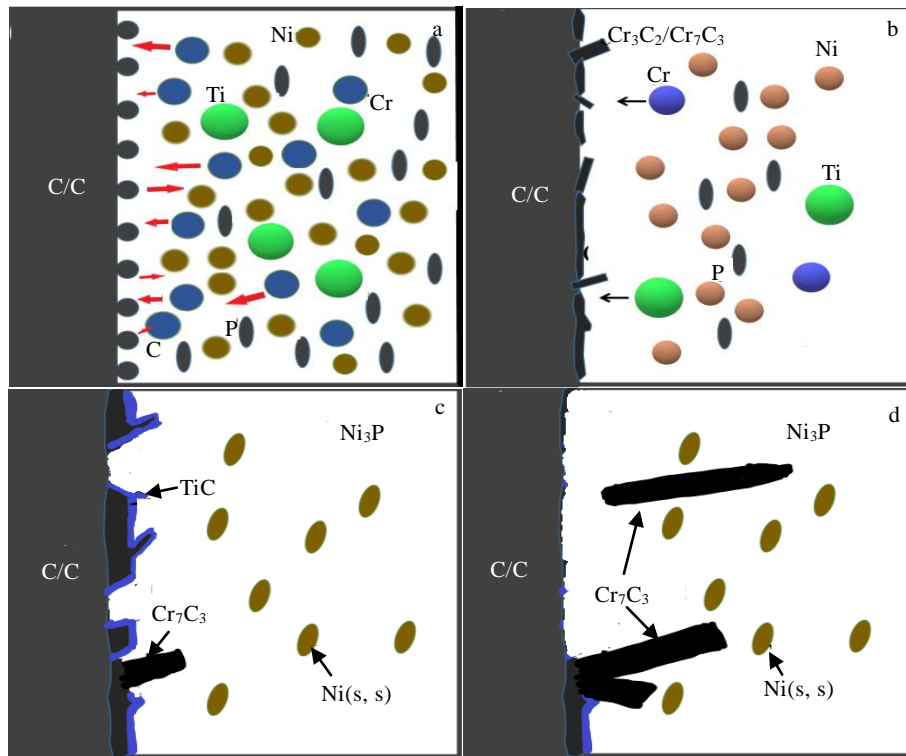 a
Ni
Ti
Cr
C/C
P
C
b
Cr₃C₂/Cr₇C₃
Ni
Cr
C/C
Ti
P
c
Ni₃P
TiC
C/C
Cr₇C₃
Ni(s, s)
d
Ni₃P
C/C
Cr₇C₃
Ni(s, s)